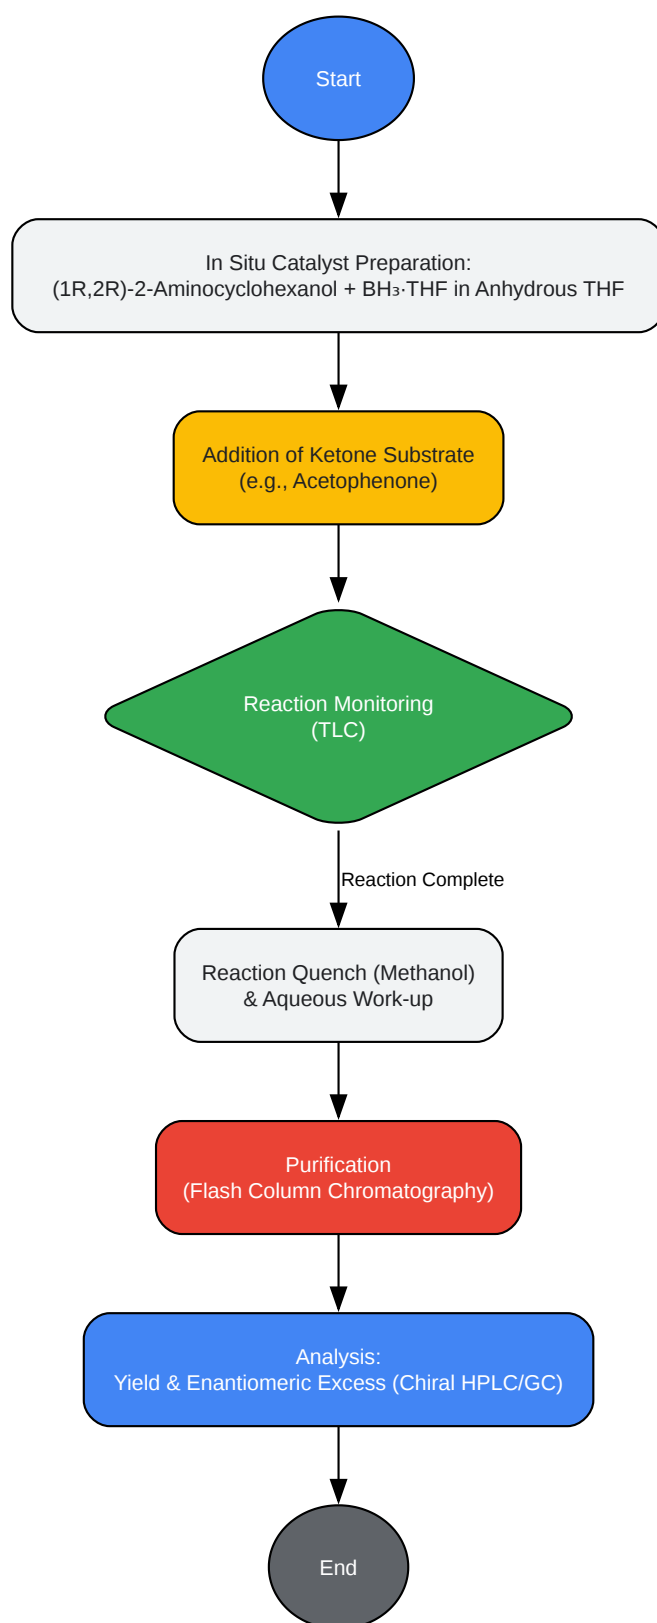 Start
In Situ Catalyst Preparation:
(1R,2R)-2-Aminocyclohexanol + BH₃·THF in Anhydrous THF
Addition of Ketone Substrate
(e.g., Acetophenone)
Reaction Monitoring
(TLC)
Reaction Complete
Reaction Quench (Methanol)
& Aqueous Work-up
Purification
(Flash Column Chromatography)
Analysis:
Yield & Enantiomeric Excess (Chiral HPLC/GC)
End